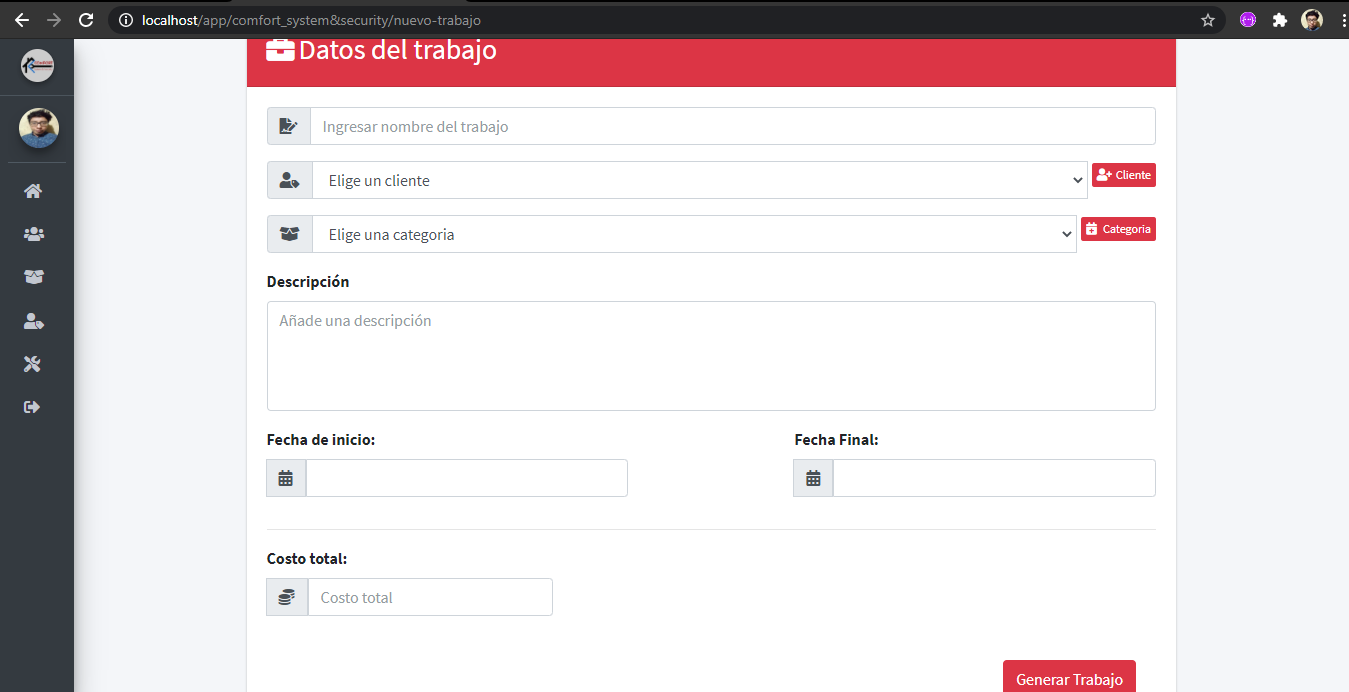 localhost/app/comfort_system&security/nuevo-trabajo
Datos del trabajo
Ingresar nombre del trabajo
Elige un cliente
Cliente
Elige una categoria
Categoria
Descripción
Añade una descripción
Fecha de inicio:
Fecha Final:
Costo total:
Costo total
Generar Trabajo